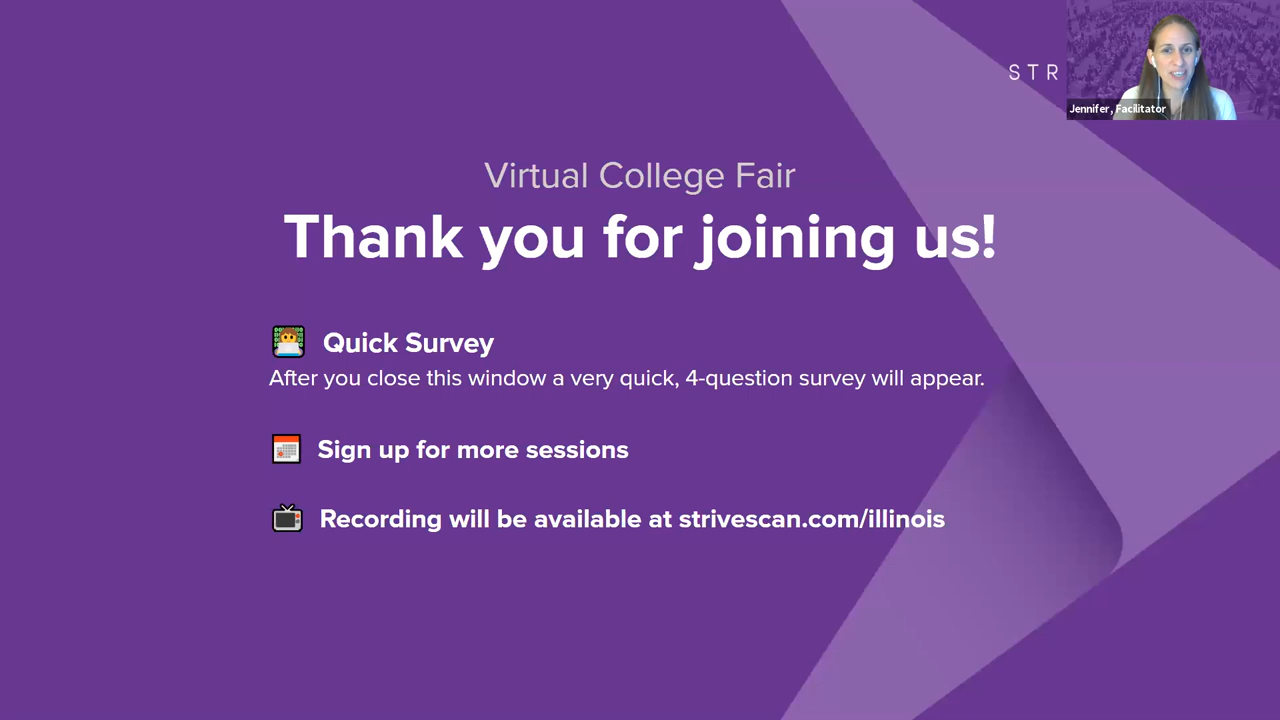 STR
Jennifer, Facilitator
Virtual College Fair
Thank you for joining us!
Quick Survey
After you close this window a very quick, 4-question survey will appear.
Sign up for more sessions
Recording will be available at strivescan.com/illinois